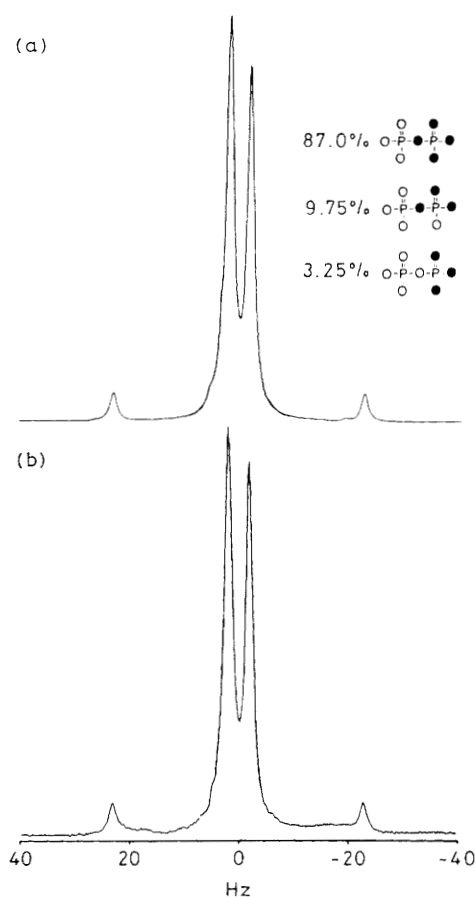 (a)
87.0%
O-P-●-P-●
O
O
●
●
9.75%
O-P-●-P-●
O
O
●
O
3.25%
O-P-O-P-●
O
O
●
●
(b)
40 20 0 -20 -40
Hz